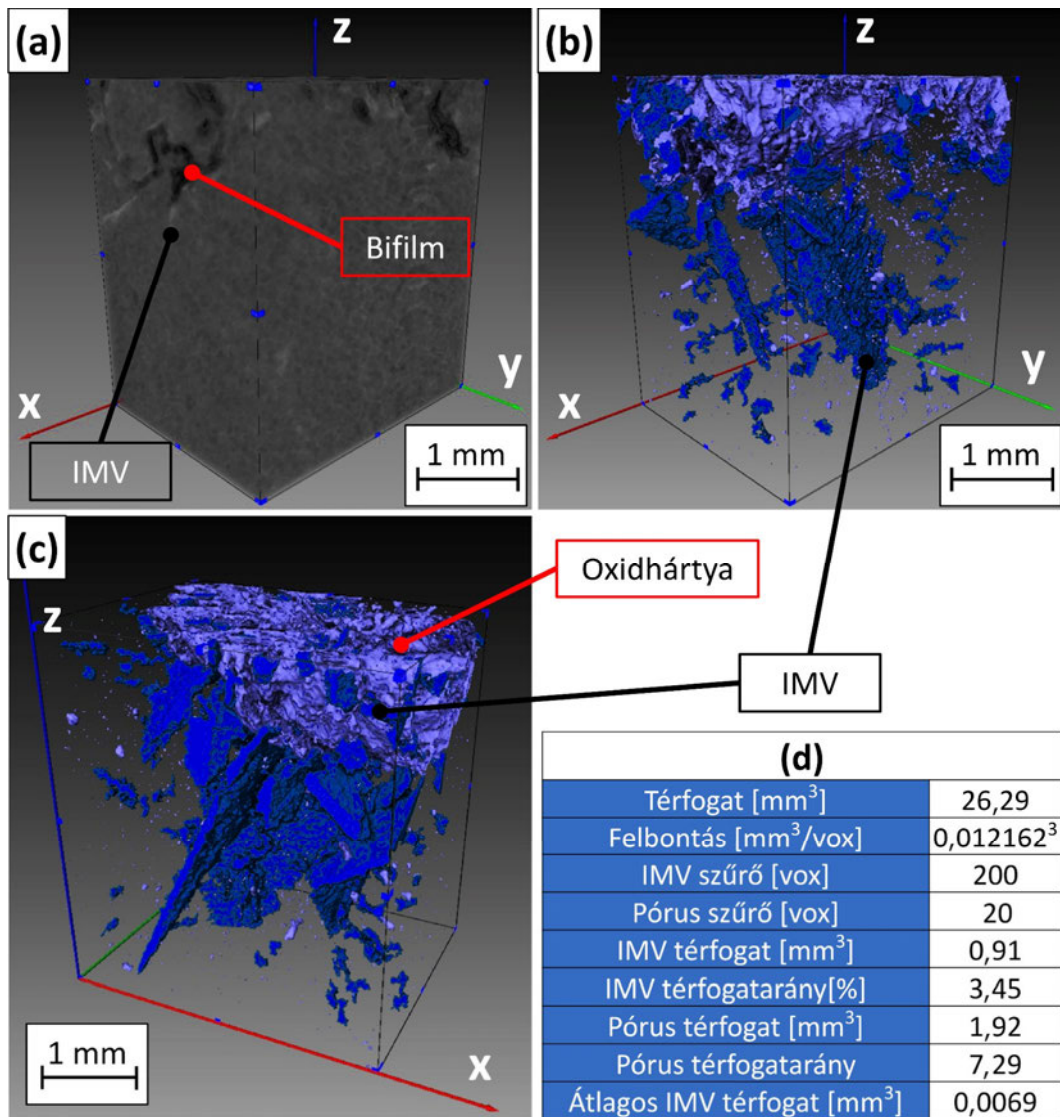 (a)
z
Bifilm
x
y
IMV
1 mm
(b)
z
x
y
1 mm
(c)
z
Oxidhártya
IMV
1 mm
x
(d)
Térfogat [mm³] 26,29
Felbontás [mm³/vox] 0,012162³
IMV szűrő [vox] 200
Pórus szűrő [vox] 20
IMV térfogat [mm³] 0,91
IMV térfogatarány[%] 3,45
Pórus térfogat [mm³] 1,92
Pórus térfogatarány 7,29
Átlagos IMV térfogat [mm³] 0,0069